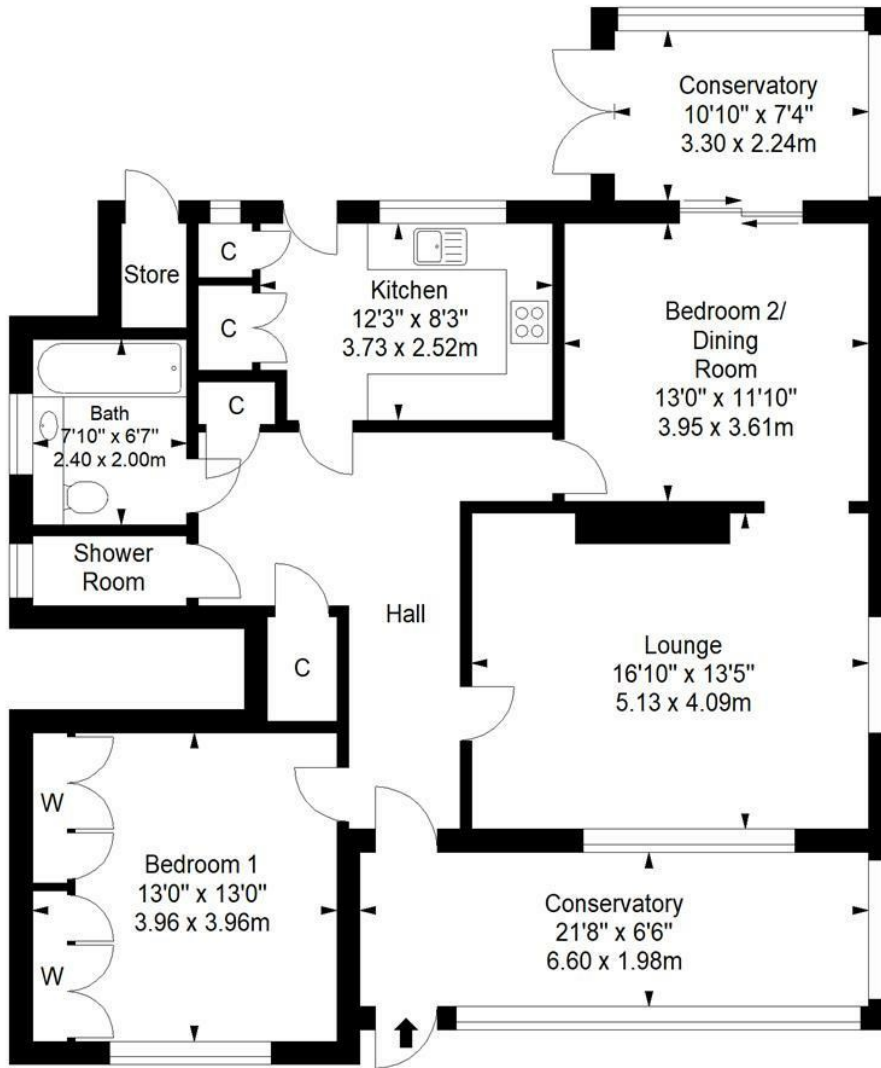 Conservatory
10'10" x 7'4"
3.30 x 2.24m
Store
C
C
Kitchen
12'3" x 8'3"
3.73 x 2.52m
Bedroom 2/
Dining
Room
13'0" x 11'10"
3.95 x 3.61m
C
Bath
7'10" x 6'7"
2.40 x 2.00m
Shower
Room
Hall
C
Lounge
16'10" x 13'5"
5.13 x 4.09m
W
Bedroom 1
13'0" x 13'0"
3.96 x 3.96m
W
Conservatory
21'8" x 6'6"
6.60 x 1.98m